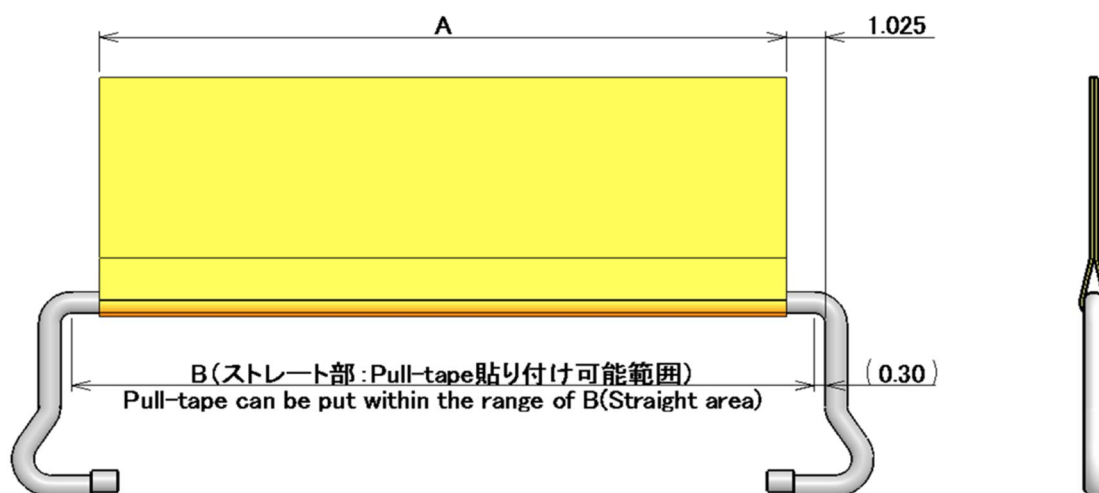 A
1.025
B(ストレート部:Pull-tape貼り付け可能範囲)
Pull-tape can be put within the range of B(Straight area)
(0.30)